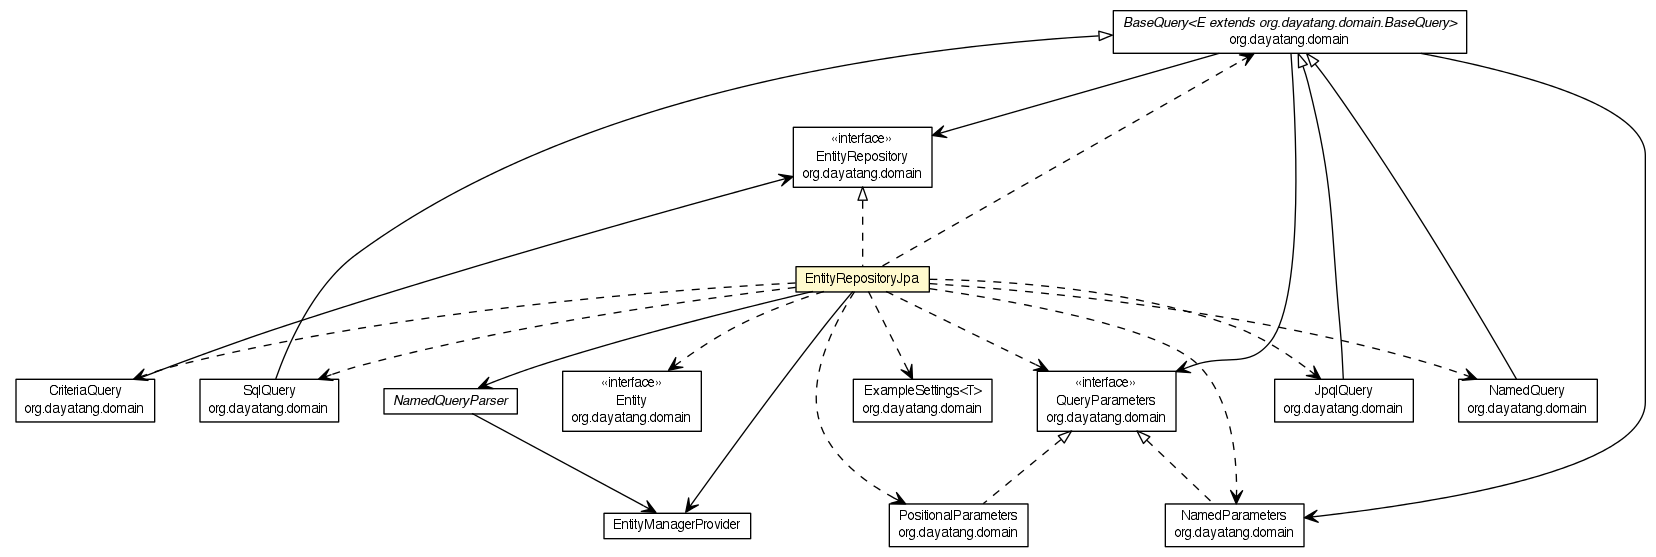 BaseQuery<E extends org.dayatang.domain.BaseQuery>
org.dayatang.domain
«interface»
EntityRepository
org.dayatang.domain
EntityRepositoryJpa
CriteriaQuery
org.dayatang.domain
SqlQuery
org.dayatang.domain
NamedQueryParser
«interface»
Entity
org.dayatang.domain
ExampleSettings<T>
org.dayatang.domain
«interface»
QueryParameters
org.dayatang.domain
JpqlQuery
org.dayatang.domain
NamedQuery
org.dayatang.domain
EntityManagerProvider
PositionalParameters
org.dayatang.domain
NamedParameters
org.dayatang.domain